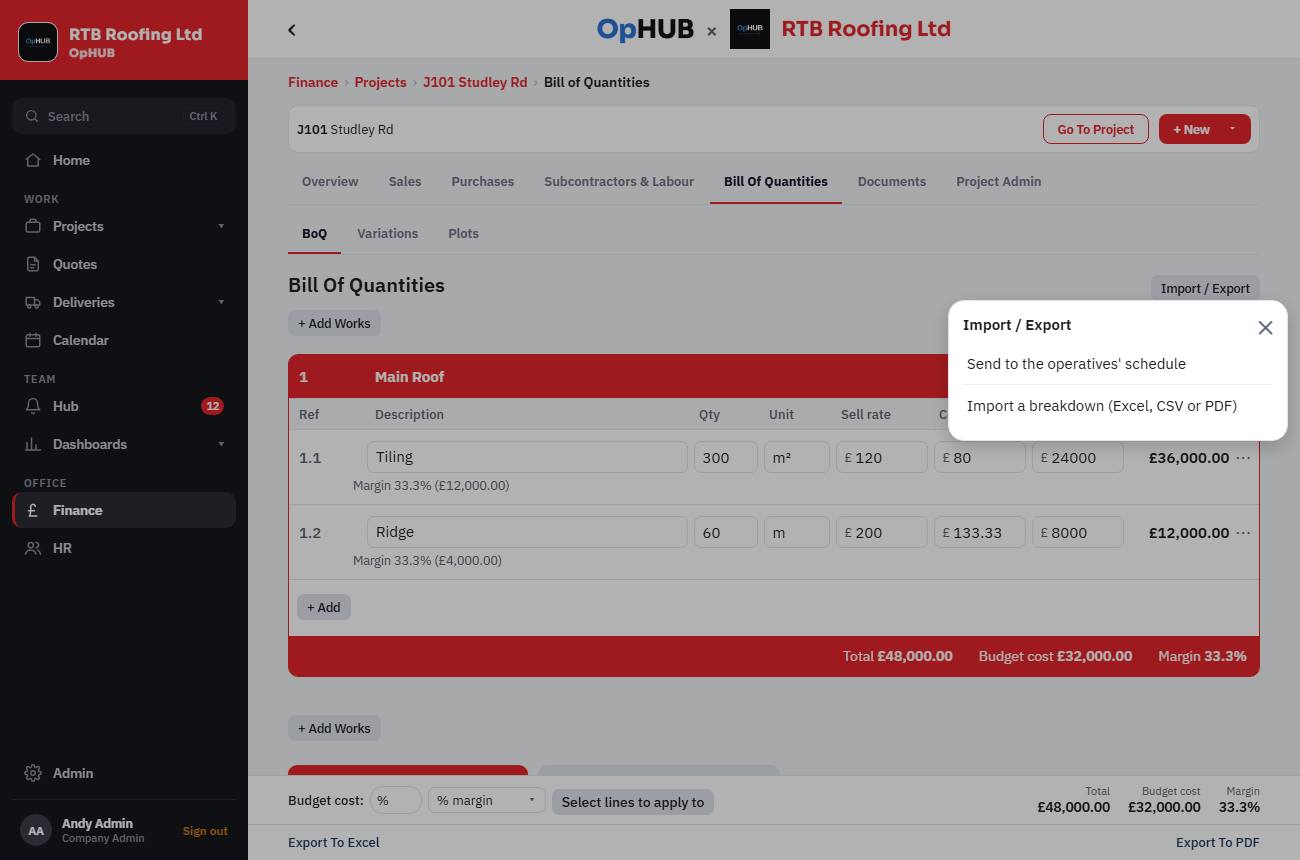 OpHUB
RTB Roofing Ltd
OpHUB
OpHUB × OpHUB RTB Roofing Ltd
Search Ctrl K
Home
WORK
Projects
Quotes
Deliveries
Calendar
TEAM
Hub 12
Dashboards
OFFICE
Finance
HR
Admin
AA
Andy Admin
Company Admin
Sign out
Finance › Projects › J101 Studley Rd › Bill of Quantities
J101 Studley Rd
Go To Project
+ New
Overview Sales Purchases Subcontractors & Labour Bill Of Quantities Documents Project Admin
BoQ Variations Plots
Bill Of Quantities
Import / Export
+ Add Works
Import / Export
Send to the operatives' schedule
Import a breakdown (Excel, CSV or PDF)
1 Main Roof
Ref Description Qty Unit Sell rate C
1.1 Tiling 300 m² £ 120 £ 80 £ 24000 £36,000.00 ···
Margin 33.3% (£12,000.00)
1.2 Ridge 60 m £ 200 £ 133.33 £ 8000 £12,000.00 ···
Margin 33.3% (£4,000.00)
+ Add
Total £48,000.00 Budget cost £32,000.00 Margin 33.3%
+ Add Works
Budget cost: % % margin Select lines to apply to
Total Budget cost Margin
£48,000.00 £32,000.00 33.3%
Export To Excel Export To PDF